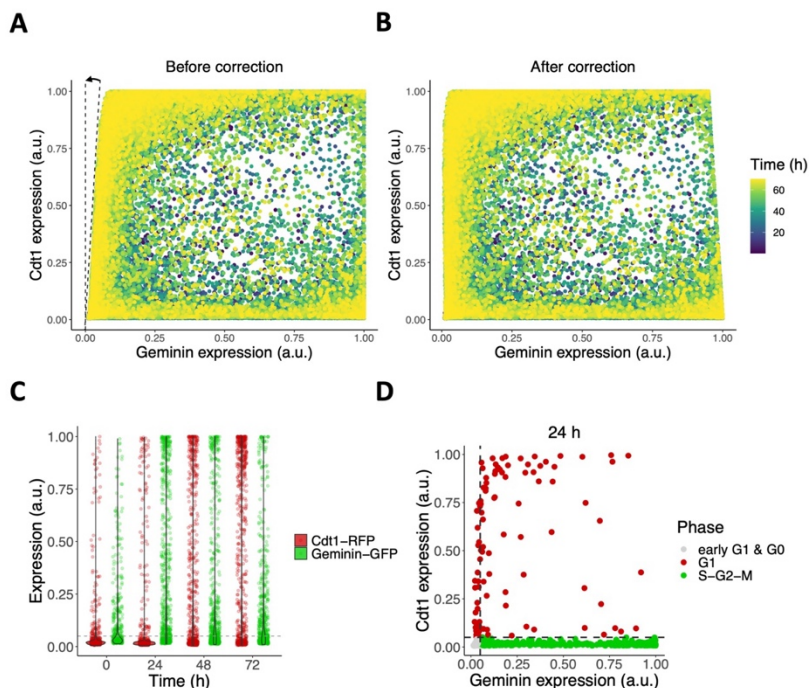 A
Before correction
1.00
0.75
0.50
0.25
0.00
Cdt1 expression (a.u.)
0.00 0.25 0.50 0.75 1.00
Geminin expression (a.u.)
B
After correction
1.00
0.75
0.50
0.25
0.00
Cdt1 expression (a.u.)
0.00 0.25 0.50 0.75 1.00
Geminin expression (a.u.)
Time (h)
60
40
20
C
1.00
0.75
0.50
0.25
0.00
Expression (a.u.)
0 24 48 72
Time (h)
Cdt1−RFP
Geminin−GFP
D
24 h
1.00
0.75
0.50
0.25
0.00
Cdt1 expression (a.u.)
0.00 0.25 0.50 0.75 1.00
Geminin expression (a.u.)
Phase
early G1 & G0
G1
S−G2−M